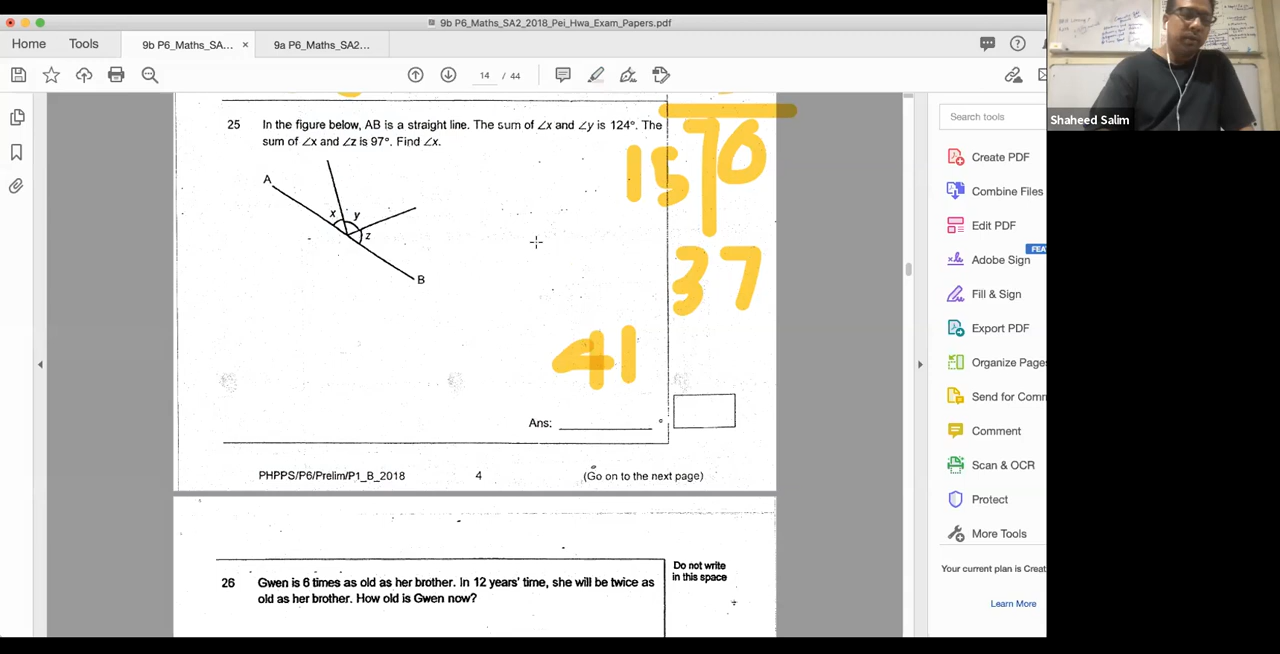 9b P6_Maths_SA2_2018_Pei_Hwa_Exam_Papers.pdf
Home
Tools
9b P6_Maths_SA...
9a P6_Maths_SA2...
14 / 44
Shaheed Salim
Search tools
25 In the figure below, AB is a straight line. The sum of ∠x and ∠y is 124°. The
sum of ∠x and ∠z is 97°. Find ∠x.
A
x
y
z
B
70
15
37
41
Ans: ____________ °
PHPPS/P6/Prelim/P1_B_2018
4
(Go on to the next page)
26 Gwen is 6 times as old as her brother. In 12 years' time, she will be twice as
old as her brother. How old is Gwen now?
Do not write
in this space
Create PDF
Combine Files
Edit PDF
Adobe Sign
Fill & Sign
Export PDF
Organize Pages
Send for Comm
Comment
Scan & OCR
Protect
More Tools
Your current plan is Creat
Learn More